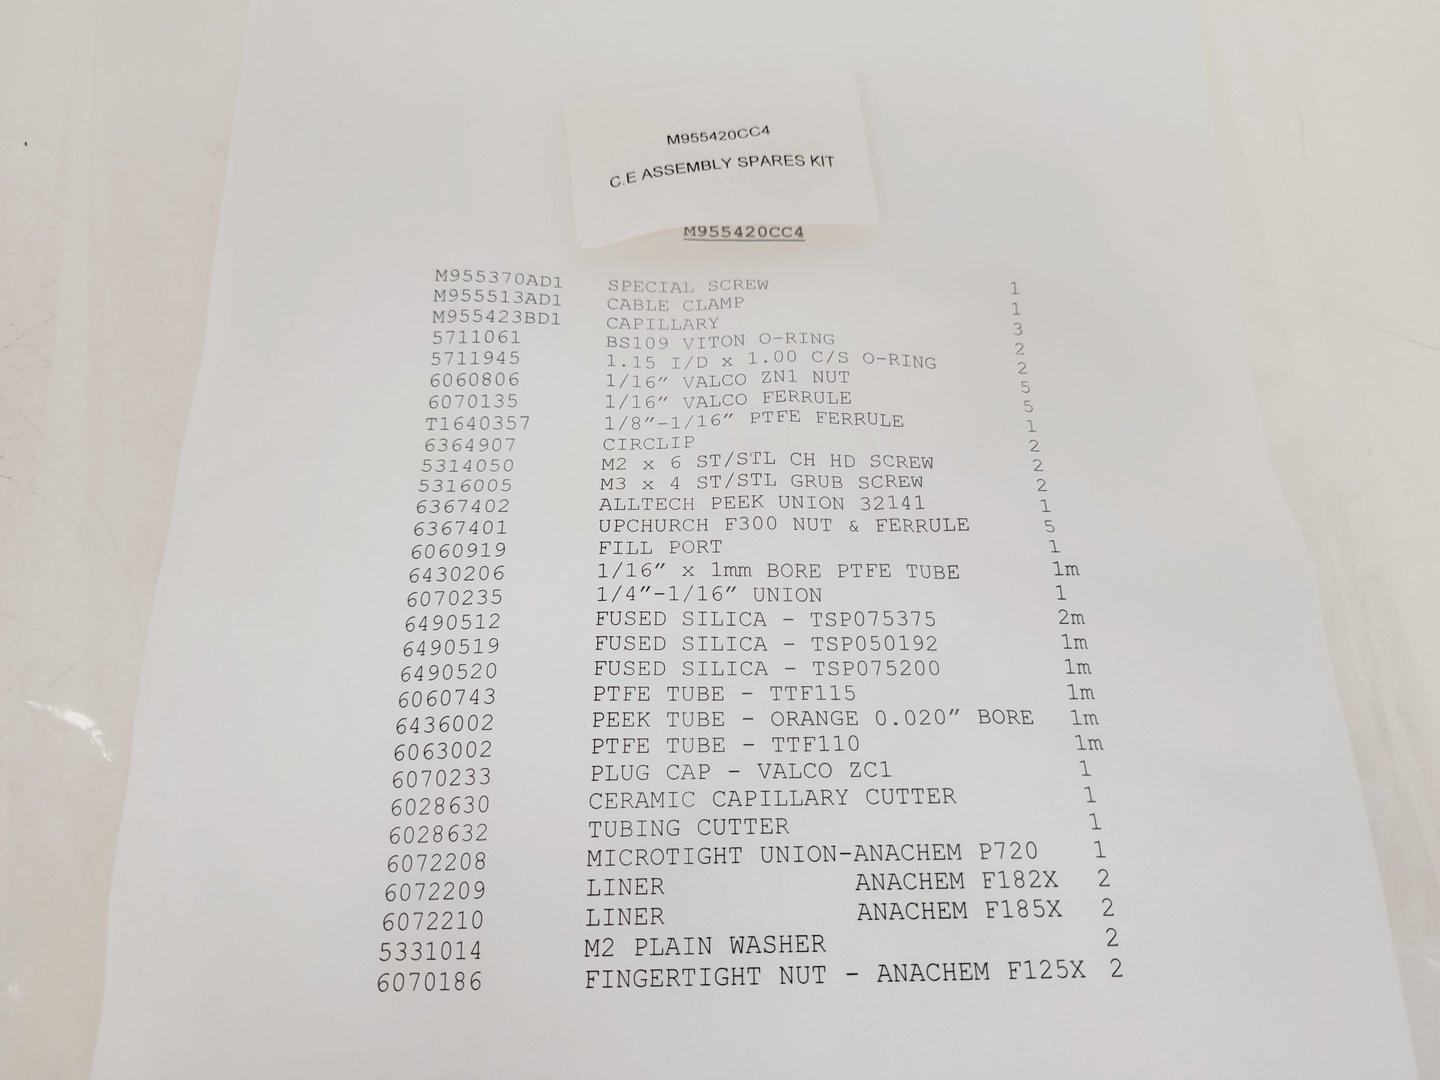 M955420CC4
C.E ASSEMBLY SPARES KIT
M955420CC4
M955370AD1 SPECIAL SCREW 1
M955513AD1 CABLE CLAMP 1
M955423BD1 CAPILLARY 3
5711061 BS109 VITON O-RING 2
5711945 1.15 I/D x 1.00 C/S O-RING 2
6060806 1/16" VALCO ZN1 NUT 5
6070135 1/16" VALCO FERRULE 5
T1640357 1/8"-1/16" PTFE FERRULE 1
6364907 CIRCLIP 2
5314050 M2 x 6 ST/STL CH HD SCREW 2
5316005 M3 x 4 ST/STL GRUB SCREW 2
6367402 ALLTECH PEEK UNION 32141 1
6367401 UPCHURCH F300 NUT & FERRULE 5
6060919 FILL PORT 1
6430206 1/16" x 1mm BORE PTFE TUBE 1m
6070235 1/4"-1/16" UNION 1
6490512 FUSED SILICA - TSP075375 2m
6490519 FUSED SILICA - TSP050192 1m
6490520 FUSED SILICA - TSP075200 1m
6060743 PTFE TUBE - TTF115 1m
6436002 PEEK TUBE - ORANGE 0.020" BORE 1m
6063002 PTFE TUBE - TTF110 1m
6070233 PLUG CAP - VALCO ZC1 1
6028630 CERAMIC CAPILLARY CUTTER 1
6028632 TUBING CUTTER 1
6072208 MICROTIGHT UNION-ANACHEM P720 1
6072209 LINER ANACHEM F182X 2
6072210 LINER ANACHEM F185X 2
5331014 M2 PLAIN WASHER 2
6070186 FINGERTIGHT NUT - ANACHEM F125X 2